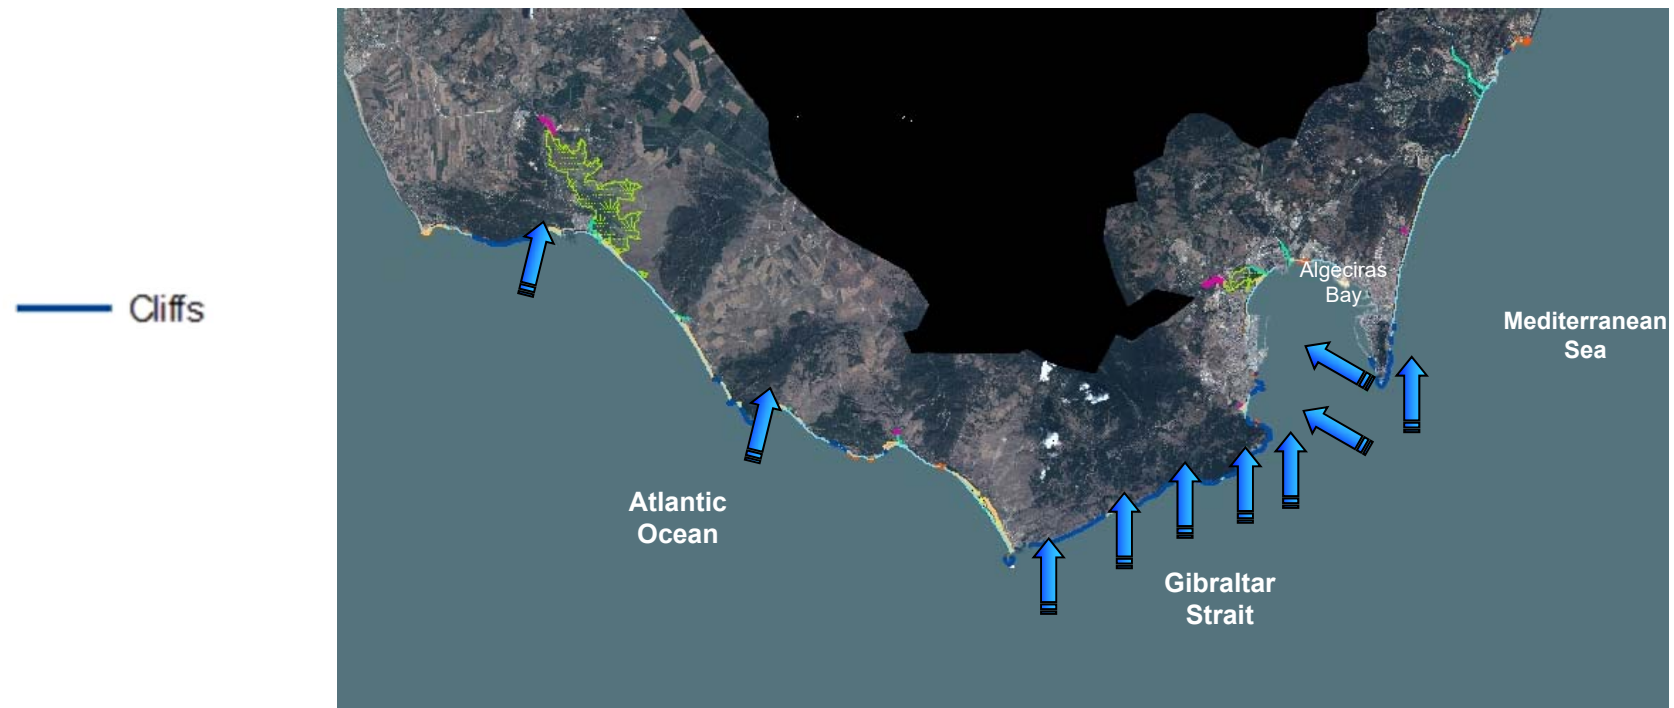 Cliffs
Algeciras
Bay
Mediterranean
Sea
Atlantic
Ocean
Gibraltar
Strait